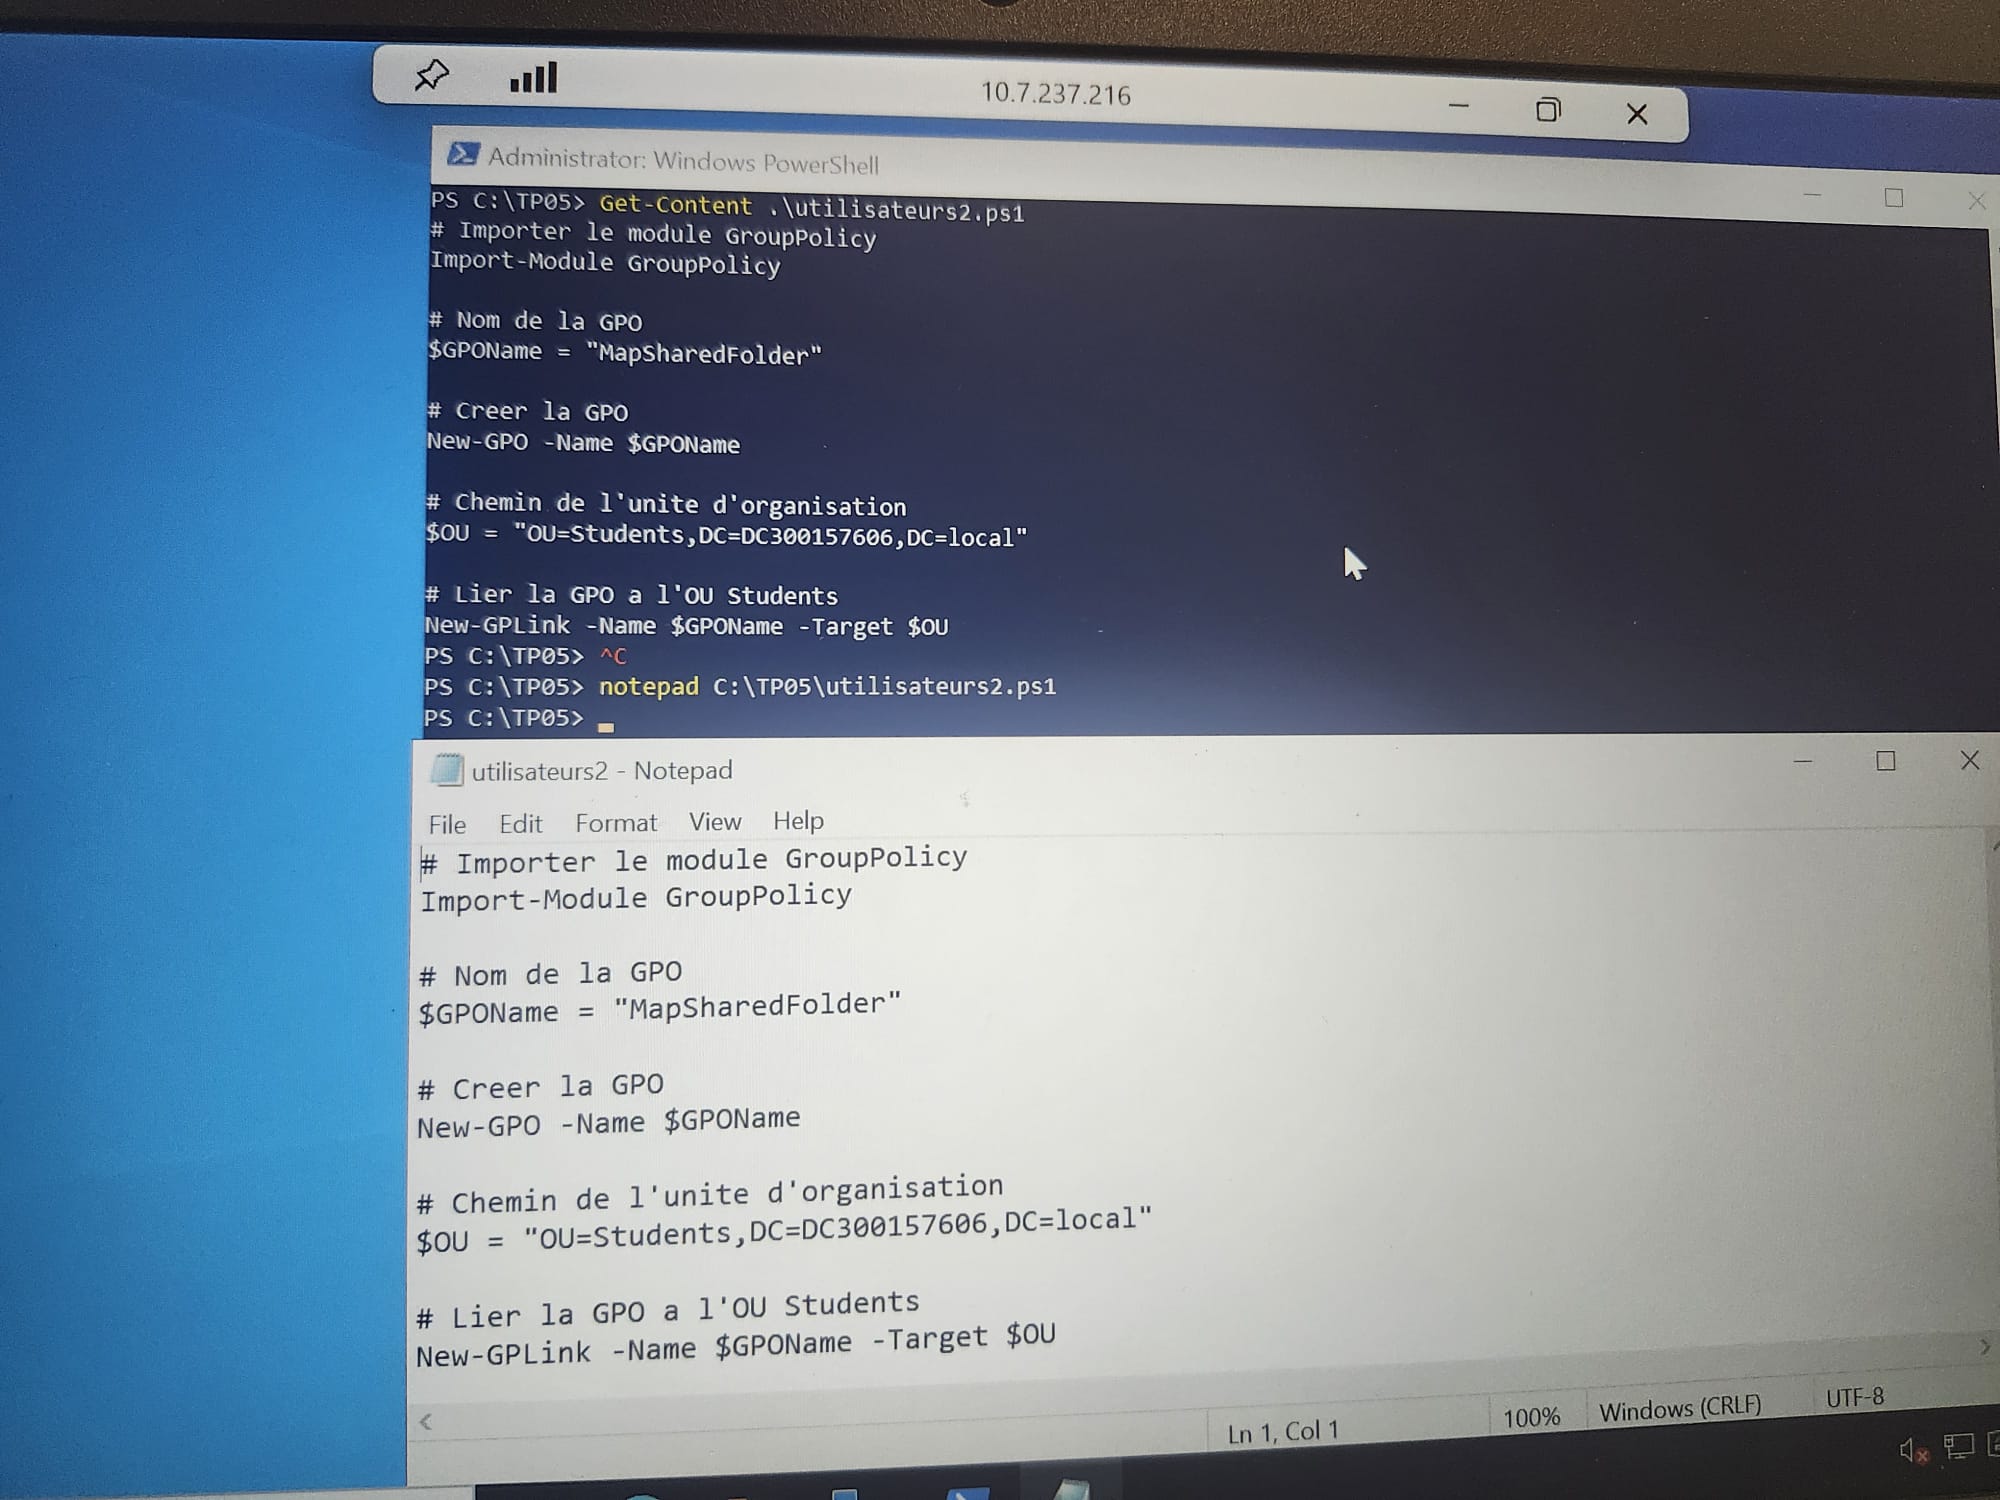 10.7.237.216
Administrator: Windows PowerShell
PS C:\TP05> Get-Content .\utilisateurs2.ps1
# Importer le module GroupPolicy
Import-Module GroupPolicy
# Nom de la GPO
$GPOName = "MapSharedFolder"
# Creer la GPO
New-GPO -Name $GPOName
# Chemin de l'unite d'organisation
$OU = "OU=Students,DC=DC300157606,DC=local"
# Lier la GPO a l'OU Students
New-GPLink -Name $GPOName -Target $OU
PS C:\TP05> ^C
PS C:\TP05> notepad C:\TP05\utilisateurs2.ps1
PS C:\TP05>
utilisateurs2 - Notepad
File Edit Format View Help
# Importer le module GroupPolicy
Import-Module GroupPolicy
# Nom de la GPO
$GPOName = "MapSharedFolder"
# Creer la GPO
New-GPO -Name $GPOName
# Chemin de l'unite d'organisation
$OU = "OU=Students,DC=DC300157606,DC=local"
# Lier la GPO a l'OU Students
New-GPLink -Name $GPOName -Target $OU
Ln 1, Col 1 100% Windows (CRLF) UTF-8